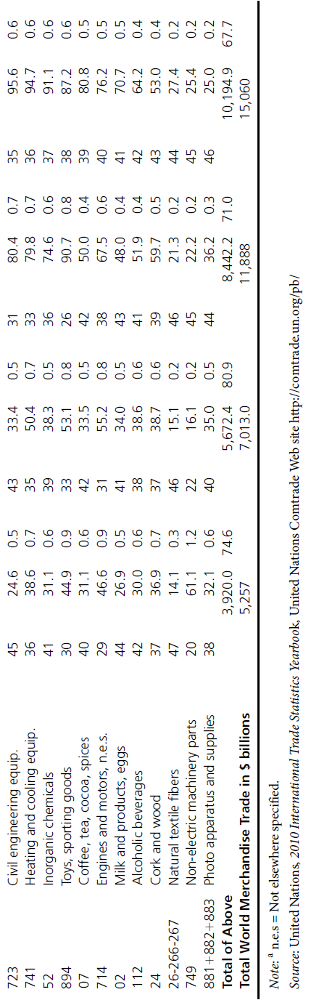 723 Civil engineering equip. 45 24.6 0.5 43 33.4 0.5 31 80.4 0.7 35 95.6 0.6
741 Heating and cooling equip. 36 38.6 0.7 35 50.4 0.7 33 79.8 0.7 36 94.7 0.6
52 Inorganic chemicals 41 31.1 0.6 39 38.3 0.5 36 74.6 0.6 37 91.1 0.6
894 Toys, sporting goods 30 44.9 0.9 33 53.1 0.8 26 90.7 0.8 38 87.2 0.6
07 Coffee, tea, cocoa, spices 40 31.1 0.6 42 33.5 0.5 42 50.0 0.4 39 80.8 0.5
714 Engines and motors, n.e.s. 29 46.6 0.9 31 55.2 0.8 38 67.5 0.6 40 76.2 0.5
02 Milk and products, eggs 44 26.9 0.5 41 34.0 0.5 43 48.0 0.4 41 70.7 0.5
112 Alcoholic beverages 42 30.0 0.6 38 38.6 0.6 41 51.9 0.4 42 64.2 0.4
24 Cork and wood 37 36.9 0.7 37 38.7 0.6 39 59.7 0.5 43 53.0 0.4
26-266-267 Natural textile fibers 47 14.1 0.3 46 15.1 0.2 46 21.3 0.2 44 27.4 0.2
749 Non-electric machinery parts 20 61.1 1.2 22 16.1 0.2 45 22.2 0.2 45 25.4 0.2
881+882+883 Photo apparatus and supplies 38 32.1 0.6 40 35.0 0.5 44 36.2 0.3 46 25.0 0.2
Total of Above 3,920.0 74.6 5,672.4 80.9 8,442.2 71.0 10,194.9 67.7
Total World Merchandise Trade in $ billions 5,257 7,013.0 11,888 15,060
Note: a n.e.s = Not elsewhere specified.
Source: United Nations, 2010 International Trade Statistics Yearbook, United Nations Comtrade Web site http://comtrade.un.org/pb/